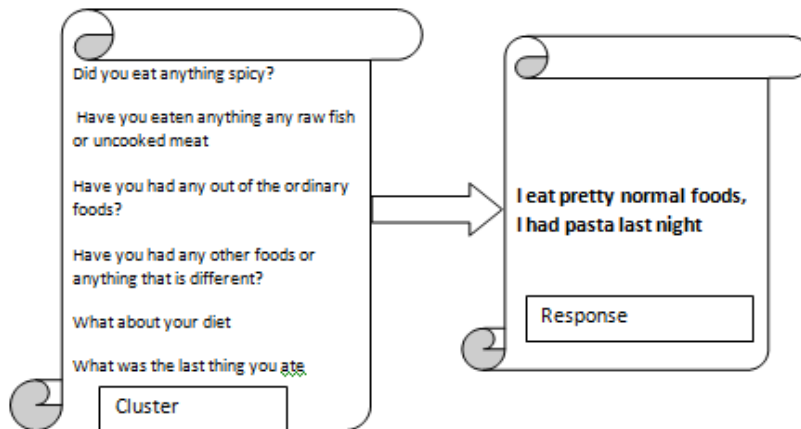 Did you eat anything spicy?
Have you eaten anything any raw fish
or uncooked meat
Have you had any out of the ordinary
foods?
Have you had any other foods or
anything that is different?
What about your diet
What was the last thing you ate
Cluster
I eat pretty normal foods,
I had pasta last night
Response